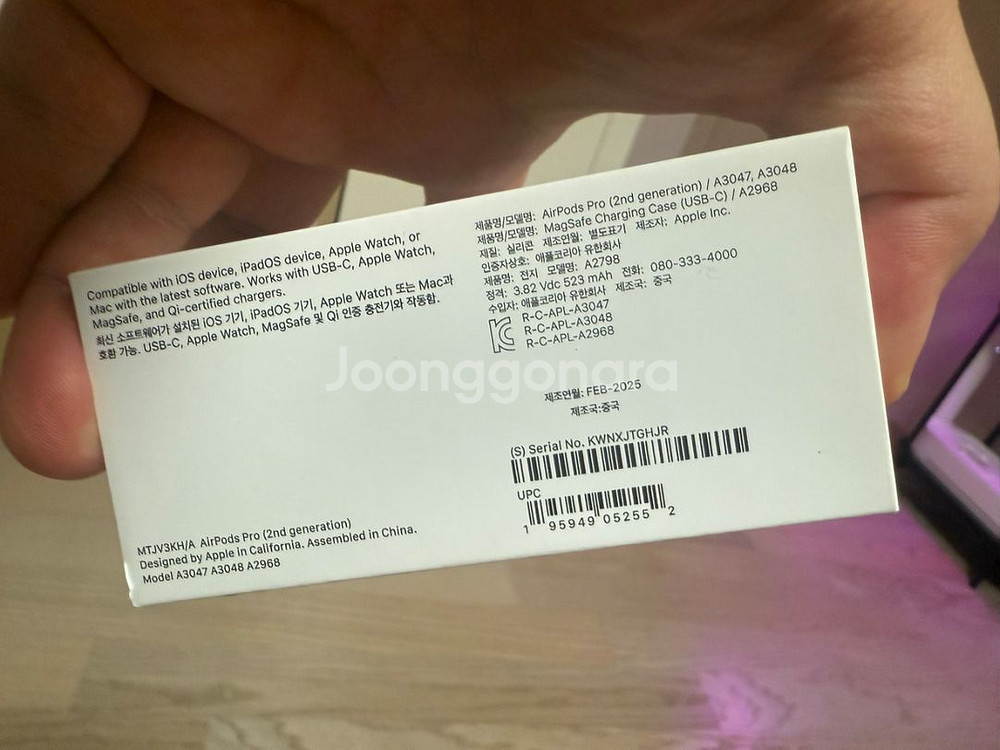 Compatible with iOS device, iPadOS device, Apple Watch, or
Mac with the latest software. Works with USB-C, Apple Watch,
MagSafe, and Qi-certified chargers.
최신 소프트웨어가 설치된 iOS 기기, iPadOS 기기, Apple Watch 또는 Mac과
호환 가능. USB-C, Apple Watch, MagSafe 및 Qi 인증 충전기와 작동함.
제품명/모델명: AirPods Pro (2nd generation) / A3047, A3048
제품명/모델명: MagSafe Charging Case (USB-C) / A2968
재질: 실리콘 제조연월: 별도표기 제조자: Apple Inc.
인증자상호: 애플코리아 유한회사
제품명: 전지 모델명: A2798
정격: 3.82 Vdc 523 mAh 전화: 080-333-4000
수입자: 애플코리아 유한회사 제조국: 중국
R-C-APL-A3047
R-C-APL-A3048
R-C-APL-A2968
Joonggonara
제조연월: FEB-2025
제조국:중국
(S) Serial No. KWNXJTGHJR
UPC
1 95949 05255 2
MTJV3KH/A AirPods Pro (2nd generation)
Designed by Apple in California. Assembled in China.
Model A3047 A3048 A2968